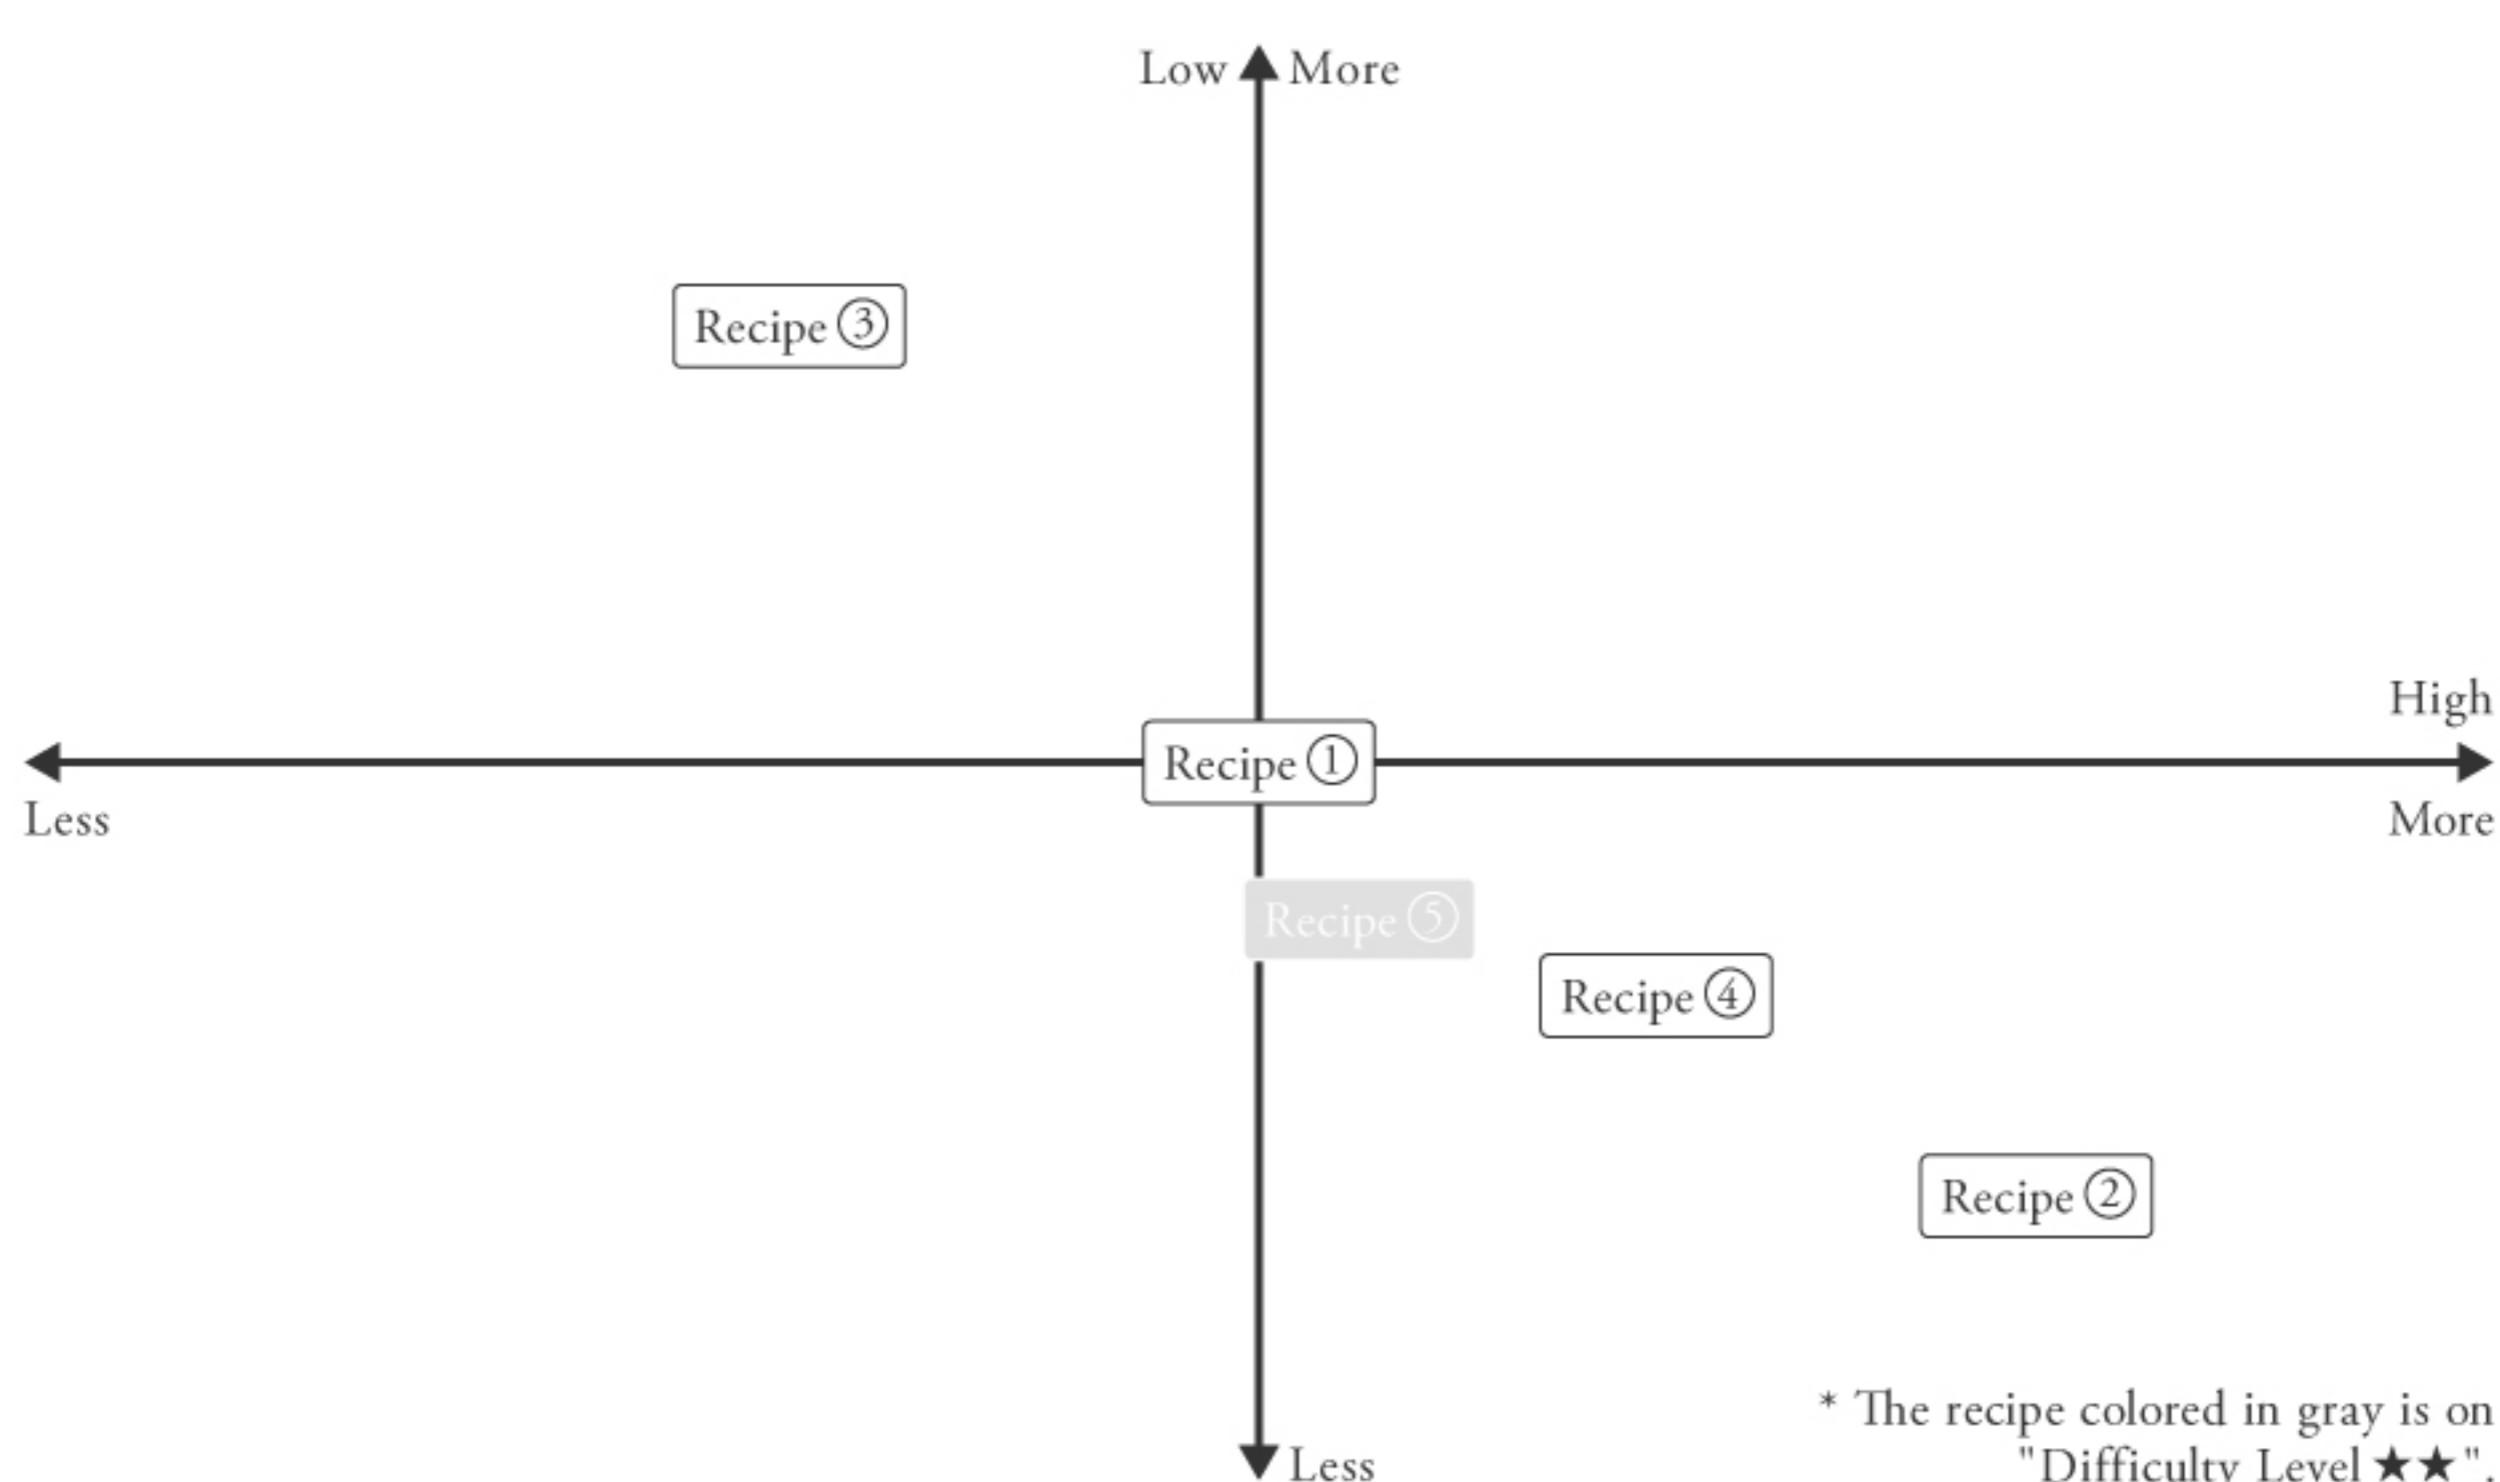 Low More
Recipe ③
High
Recipe ①
Less
More
Recipe ⑤
Recipe ④
Recipe ②
* The recipe colored in gray is on
"Difficulty Level ★★".
Less